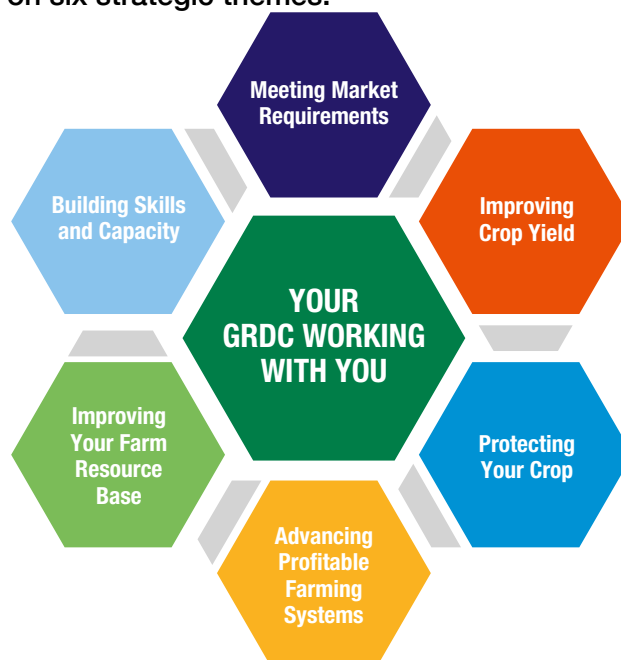 on six strategic themes.
Meeting Market
Requirements
Building Skills
and Capacity
Improving
Crop Yield
YOUR
GRDC WORKING
WITH YOU
Improving
Your Farm
Resource
Base
Protecting
Your Crop
Advancing
Profitable
Farming
Systems